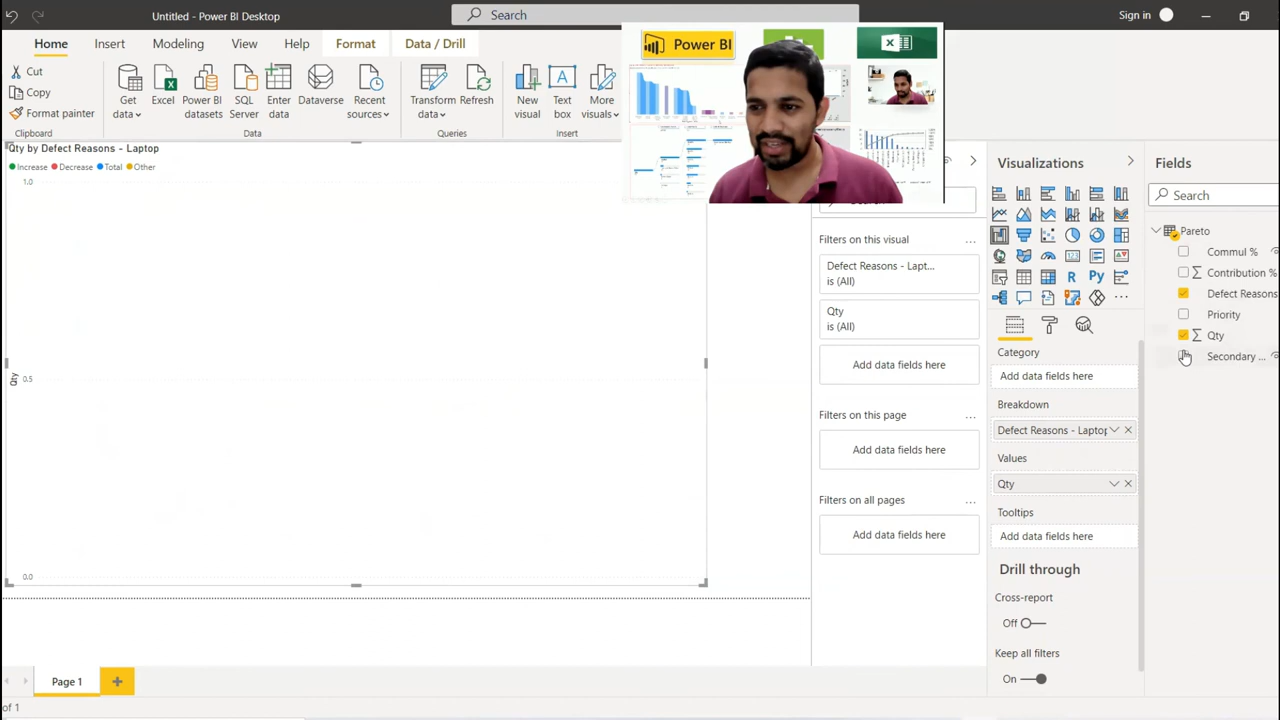 Untitled - Power BI Desktop
Search
Sign in
Home
Insert
Modeling
View
Help
Format
Data / Drill
Power BI
Cut
Copy
Format painter
Get data
Excel
Power BI datasets
SQL Server
Enter data
Dataverse
Recent sources
Transform data
Refresh
New visual
Text box
More visuals
Clipboard
Data
Queries
Insert
Qty by Defect Reasons - Laptop
Increase Decrease Total Other
1.0
0.5
0.0
Qty
Filters on this visual
Defect Reasons - Lapt...
is (All)
Qty
is (All)
Add data fields here
Filters on this page
Add data fields here
Filters on all pages
Add data fields here
Visualizations
R
Py
Category
Add data fields here
Breakdown
Defect Reasons - Laptop
Values
Qty
Tooltips
Add data fields here
Drill through
Cross-report
Off
Keep all filters
On
Fields
Search
Pareto
Commul %
Contribution %
Defect Reasons
Priority
Qty
Secondary ...
Page 1
of 1